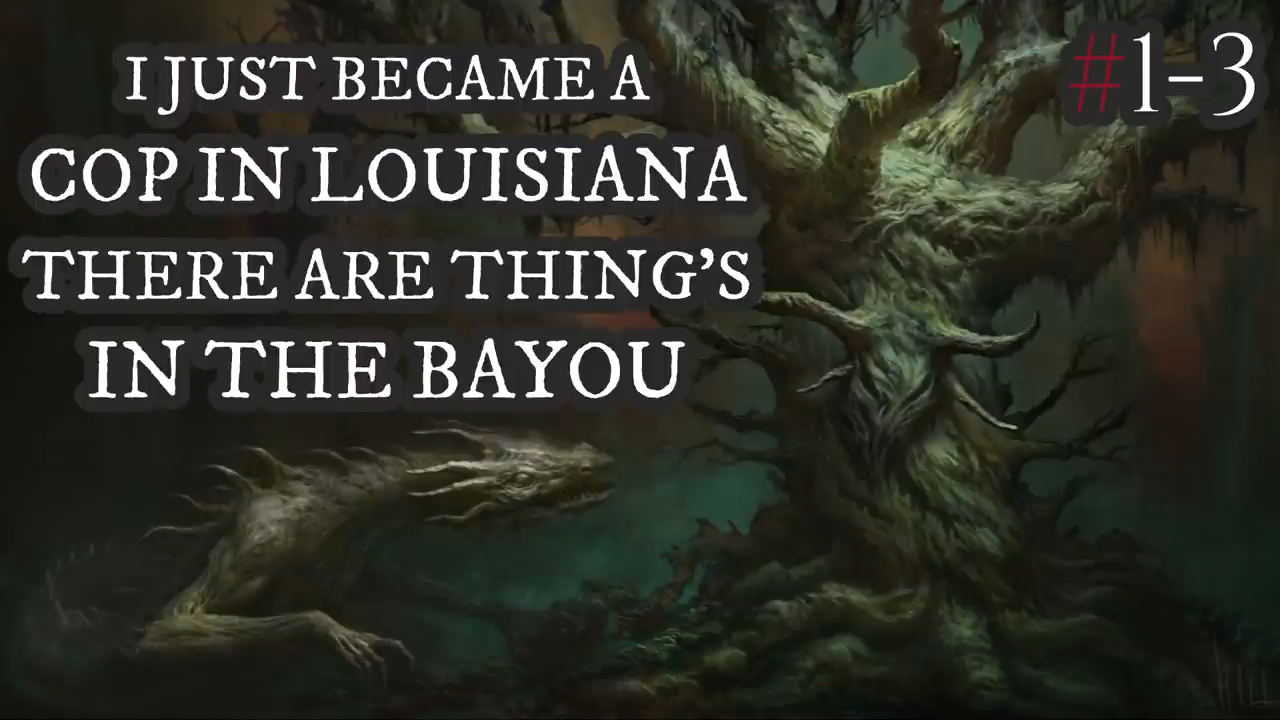 I JUST BECAME A
COP IN LOUISIANA
THERE ARE THING'S
IN THE BAYOU
#1-3